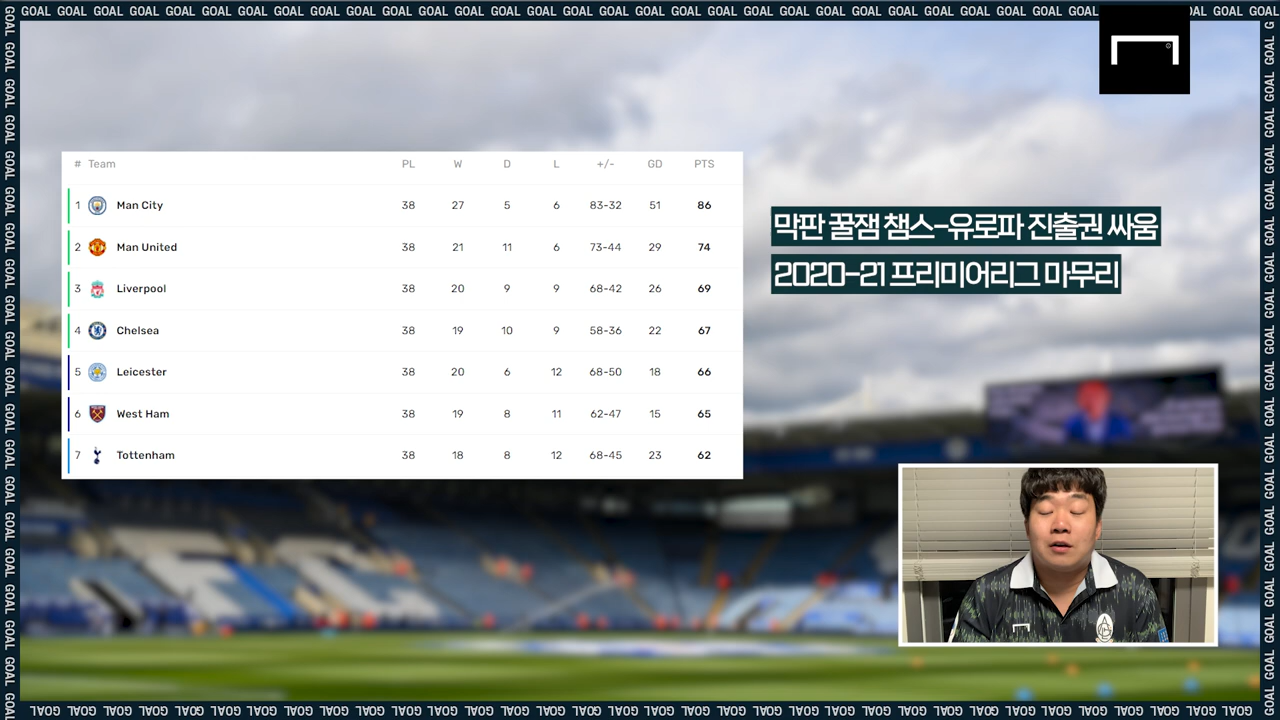 GOAL GOAL GOAL GOAL GOAL GOAL GOAL GOAL GOAL GOAL GOAL GOAL GOAL GOAL GOAL GOAL GOAL GOAL GOAL GOAL GOAL GOAL GOAL GOAL GOAL GOAL GOAL GOAL GOAL
# Team PL W D L +/- GD PTS
1 Man City 38 27 5 6 83-32 51 86
2 Man United 38 21 11 6 73-44 29 74
3 Liverpool 38 20 9 9 68-42 26 69
4 Chelsea 38 19 10 9 58-36 22 67
5 Leicester 38 20 6 12 68-50 18 66
6 West Ham 38 19 8 11 62-47 15 65
7 Tottenham 38 18 8 12 68-45 23 62
막판 꿀잼 챔스-유로파 진출권 싸움
2020-21 프리미어리그 마무리